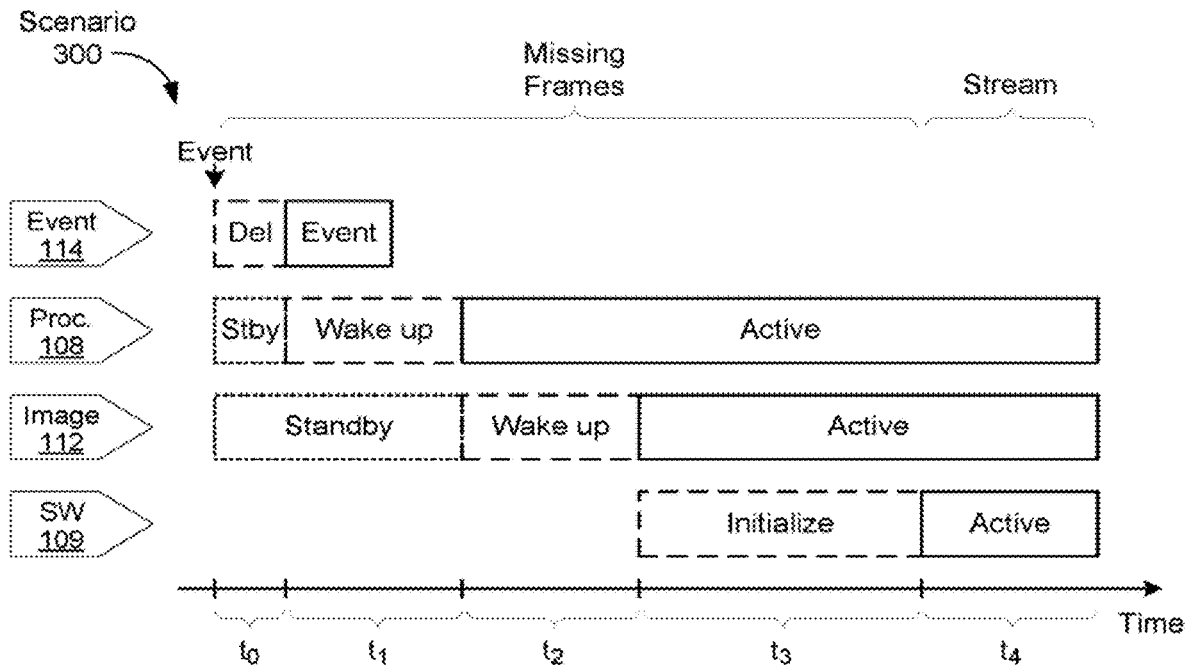 Scenario
300
Missing
Frames
Stream
Event
Event
114
Del
Event
Proc.
108
Stby
Wake up
Active
Image
112
Standby
Wake up
Active
SW
109
Initialize
Active
Time
t0
t1
t2
t3
t4